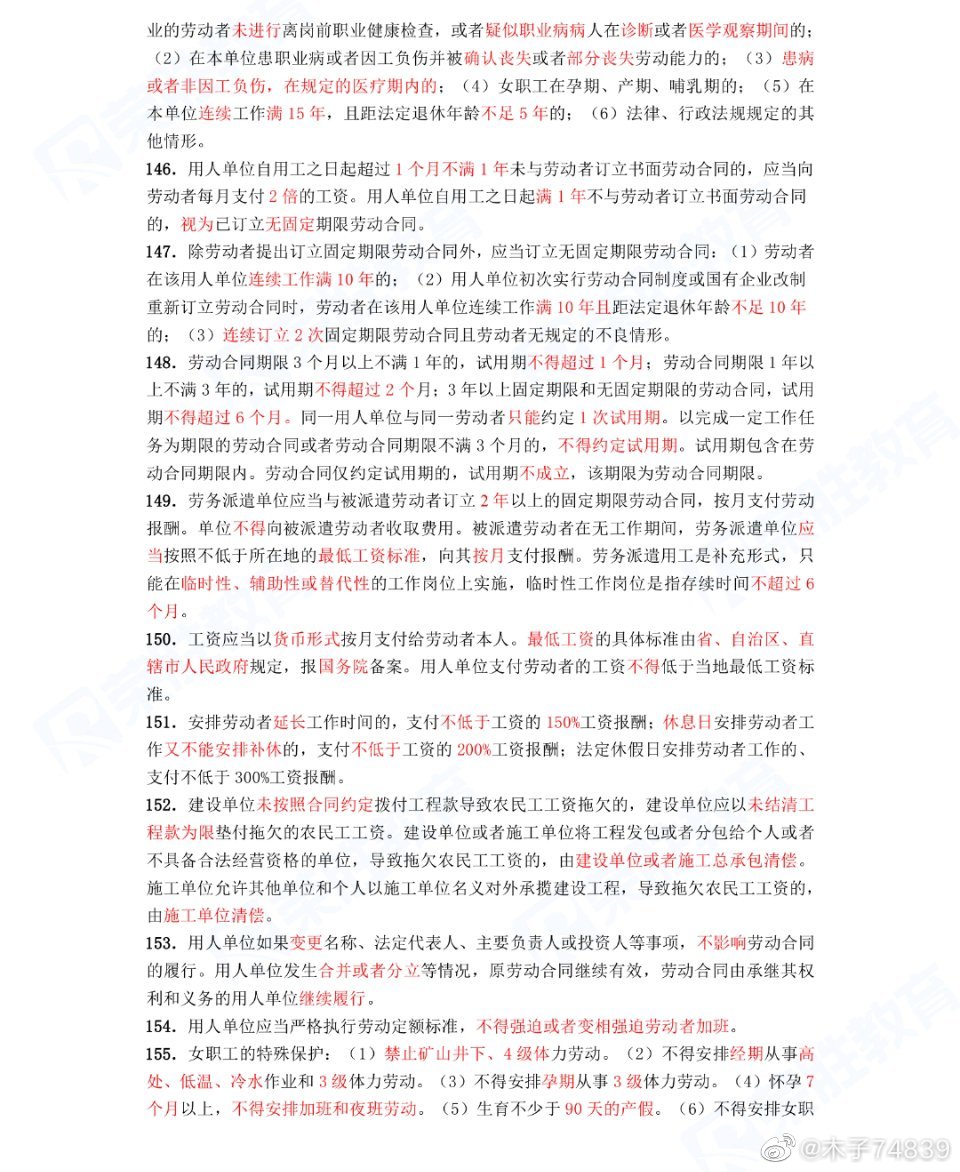 业的劳动者未进行离岗前职业健康检查，或者疑似职业病病人在诊断或者医学观察期间的；
（2）在本单位患职业病或者因工负伤并被确认丧失或者部分丧失劳动能力的；（3）患病
或者非因工负伤，在规定的医疗期内的；（4）女职工在孕期、产期、哺乳期的；（5）在
本单位连续工作满 15 年，且距法定退休年龄不足 5 年的；（6）法律、行政法规规定的其
他情形。
146．用人单位自用工之日起超过 1 个月不满 1 年未与劳动者订立书面劳动合同的，应当向
劳动者每月支付 2 倍的工资。用人单位自用工之日起满 1 年不与劳动者订立书面劳动合同
的，视为已订立无固定期限劳动合同。
147．除劳动者提出订立固定期限劳动合同外，应当订立无固定期限劳动合同：（1）劳动者
在该用人单位连续工作满 10 年的；（2）用人单位初次实行劳动合同制度或国有企业改制
重新订立劳动合同时，劳动者在该用人单位连续工作满 10 年且距法定退休年龄不足 10 年
的；（3）连续订立 2 次固定期限劳动合同且劳动者无规定的不良情形。
148．劳动合同期限 3 个月以上不满 1 年的，试用期不得超过 1 个月；劳动合同期限 1 年以
上不满 3 年的，试用期不得超过 2 个月；3 年以上固定期限和无固定期限的劳动合同，试用
期不得超过 6 个月。同一用人单位与同一劳动者只能约定 1 次试用期。以完成一定工作任
务为期限的劳动合同或者劳动合同期限不满 3 个月的，不得约定试用期。试用期包含在劳
动合同期限内。劳动合同仅约定试用期的，试用期不成立，该期限为劳动合同期限。
149．劳务派遣单位应当与被派遣劳动者订立 2 年以上的固定期限劳动合同，按月支付劳动
报酬。单位不得向被派遣劳动者收取费用。被派遣劳动者在无工作期间，劳务派遣单位应
当按照不低于所在地的最低工资标准，向其按月支付报酬。劳务派遣用工是补充形式，只
能在临时性、辅助性或替代性的工作岗位上实施，临时性工作岗位是指存续时间不超过 6
个月。
150．工资应当以货币形式按月支付给劳动者本人。最低工资的具体标准由省、自治区、直
辖市人民政府规定，报国务院备案。用人单位支付劳动者的工资不得低于当地最低工资标
准。
151．安排劳动者延长工作时间的，支付不低于工资的 150%工资报酬；休息日安排劳动者工
作又不能安排补休的，支付不低于工资的 200%工资报酬；法定休假日安排劳动者工作的、
支付不低于 300%工资报酬。
152．建设单位未按照合同约定拨付工程款导致农民工工资拖欠的，建设单位应以未结清工
程款为限垫付拖欠的农民工工资。建设单位或者施工单位将工程发包或者分包给个人或者
不具备合法经营资格的单位，导致拖欠农民工工资的，由建设单位或者施工总承包清偿。
施工单位允许其他单位和个人以施工单位名义对外承揽建设工程，导致拖欠农民工工资的，
由施工单位清偿。
153．用人单位如果变更名称、法定代表人、主要负责人或投资人等事项，不影响劳动合同
的履行。用人单位发生合并或者分立等情况，原劳动合同继续有效，劳动合同由承继其权
利和义务的用人单位继续履行。
154．用人单位应当严格执行劳动定额标准，不得强迫或者变相强迫劳动者加班。
155．女职工的特殊保护：（1）禁止矿山井下、4 级体力劳动。（2）不得安排经期从事高
处、低温、冷水作业和 3 级体力劳动。（3）不得安排孕期从事 3 级体力劳动。（4）怀孕 7
个月以上，不得安排加班和夜班劳动。（5）生育不少于 90 天的产假。（6）不得安排女职
@木子74839